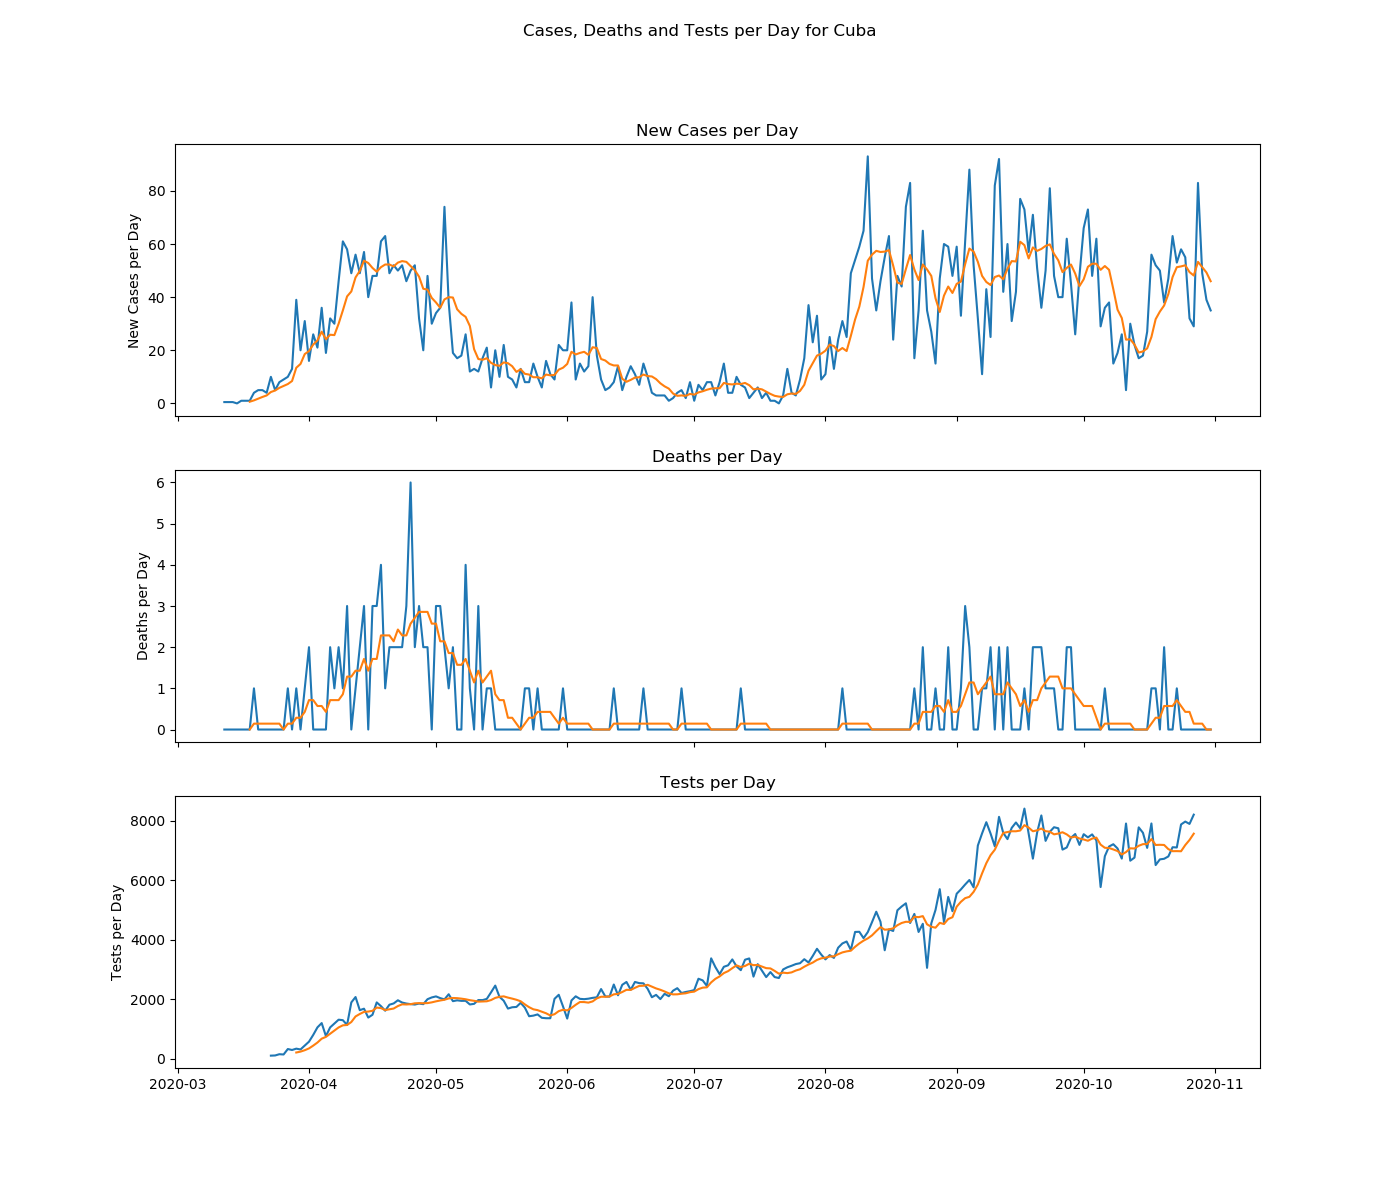 Cases, Deaths and Tests per Day for Cuba
New Cases per Day
New Cases per Day
80
60
40
20
0
Deaths per Day
Deaths per Day
6
5
4
3
2
1
0
Tests per Day
Tests per Day
8000
6000
4000
2000
0
2020-03 2020-04 2020-05 2020-06 2020-07 2020-08 2020-09 2020-10 2020-11